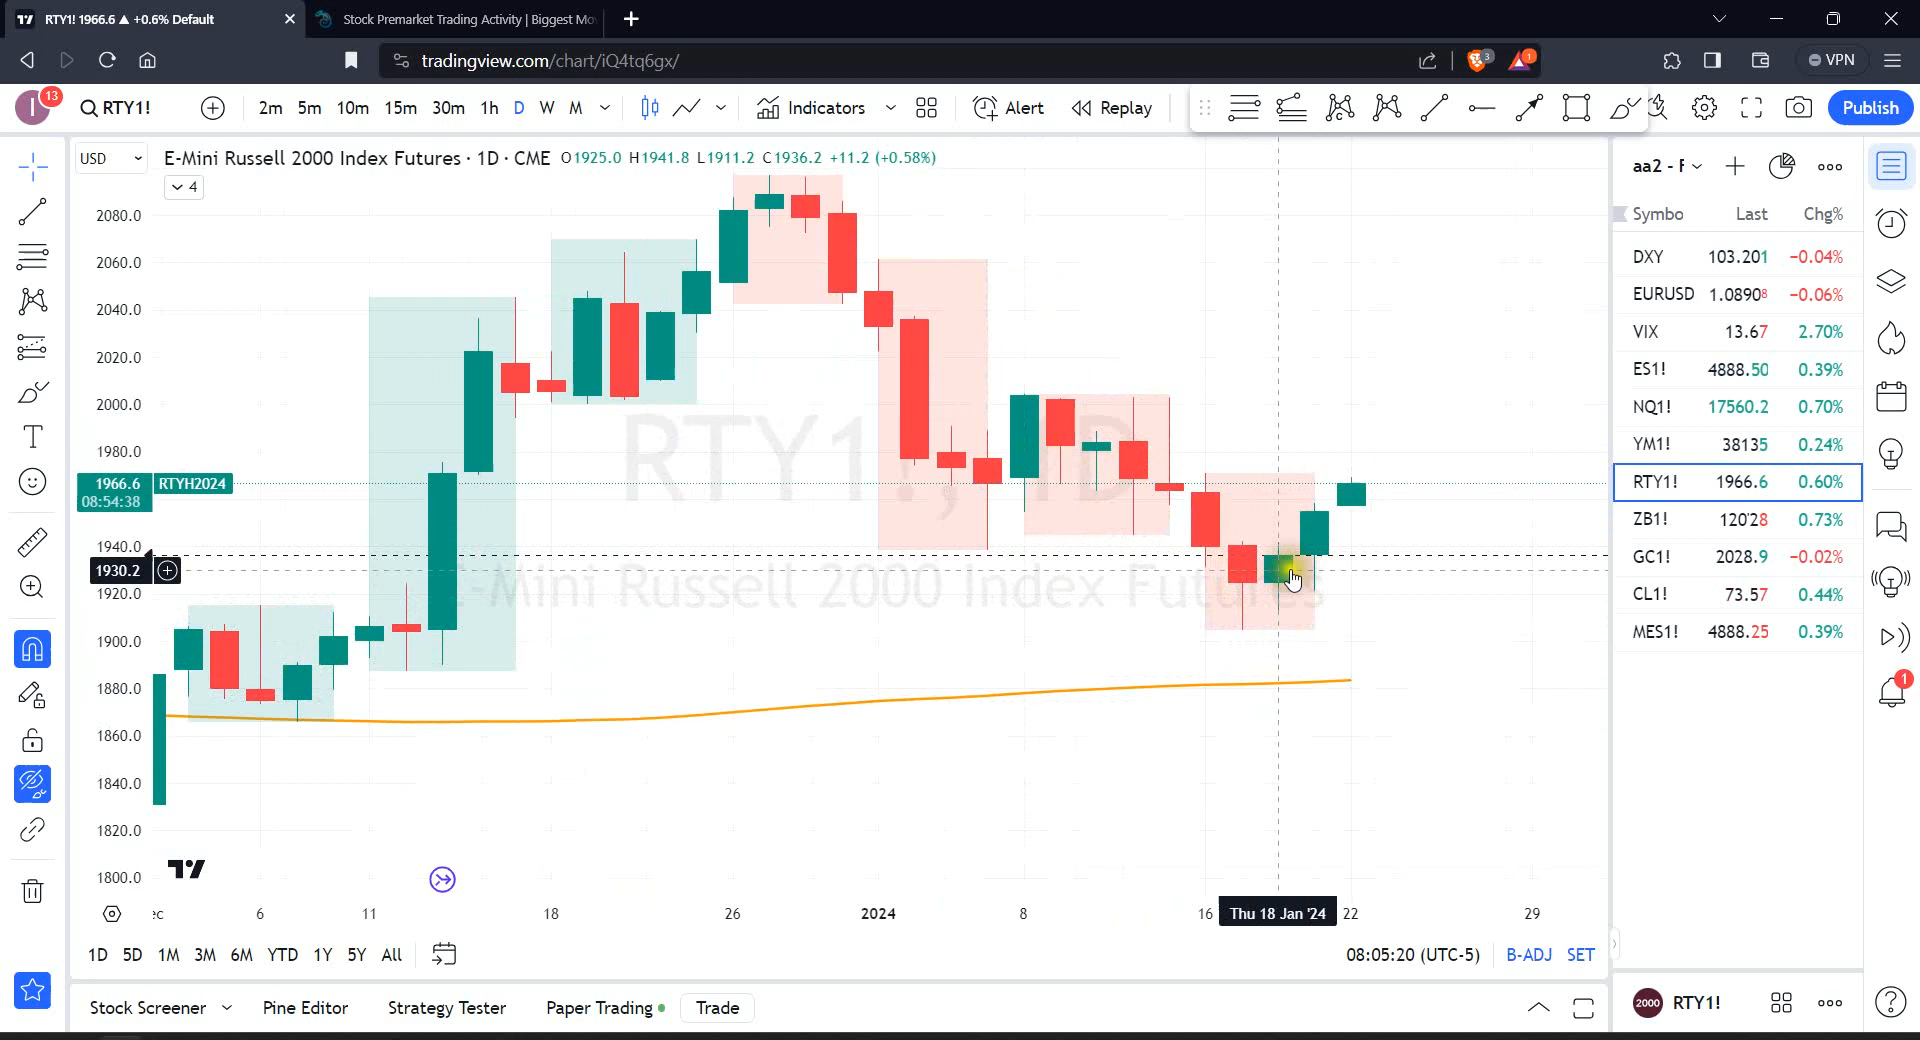 RTY1! 1966.6 ▲ +0.6% Default
Stock Premarket Trading Activity | Biggest Mo
3
1
tradingview.com/chart/iQ4tq6gx/
VPN
I
13
RTY1!
2m 5m 10m 15m 30m 1h D W M
Indicators
Alert
Replay
Publish
USD
E-Mini Russell 2000 Index Futures · 1D · CME O1925.0 H1941.8 L1911.2 C1936.2 +11.2 (+0.58%)
4
2080.0
2060.0
2040.0
2020.0
2000.0
1980.0
1966.6
08:54:38
RTYH2024
1940.0
1930.2
1920.0
1900.0
1880.0
1860.0
1840.0
1820.0
1800.0
RTY1!, 1D
E-Mini Russell 2000 Index Futures
ec 6 11 18 26 2024 8 16 Thu 18 Jan '24 22 29
1D 5D 1M 3M 6M YTD 1Y 5Y All
08:05:20 (UTC-5) B-ADJ SET
Stock Screener Pine Editor Strategy Tester Paper Trading Trade
aa2 - F
Symbo Last Chg%
DXY 103.201 −0.04%
EURUSD 1.08908 −0.06%
VIX 13.67 2.70%
ES1! 4888.50 0.39%
NQ1! 17560.2 0.70%
YM1! 38135 0.24%
RTY1! 1966.6 0.60%
ZB1! 120'28 0.73%
GC1! 2028.9 −0.02%
CL1! 73.57 0.44%
MES1! 4888.25 0.39%
1
2000 RTY1!